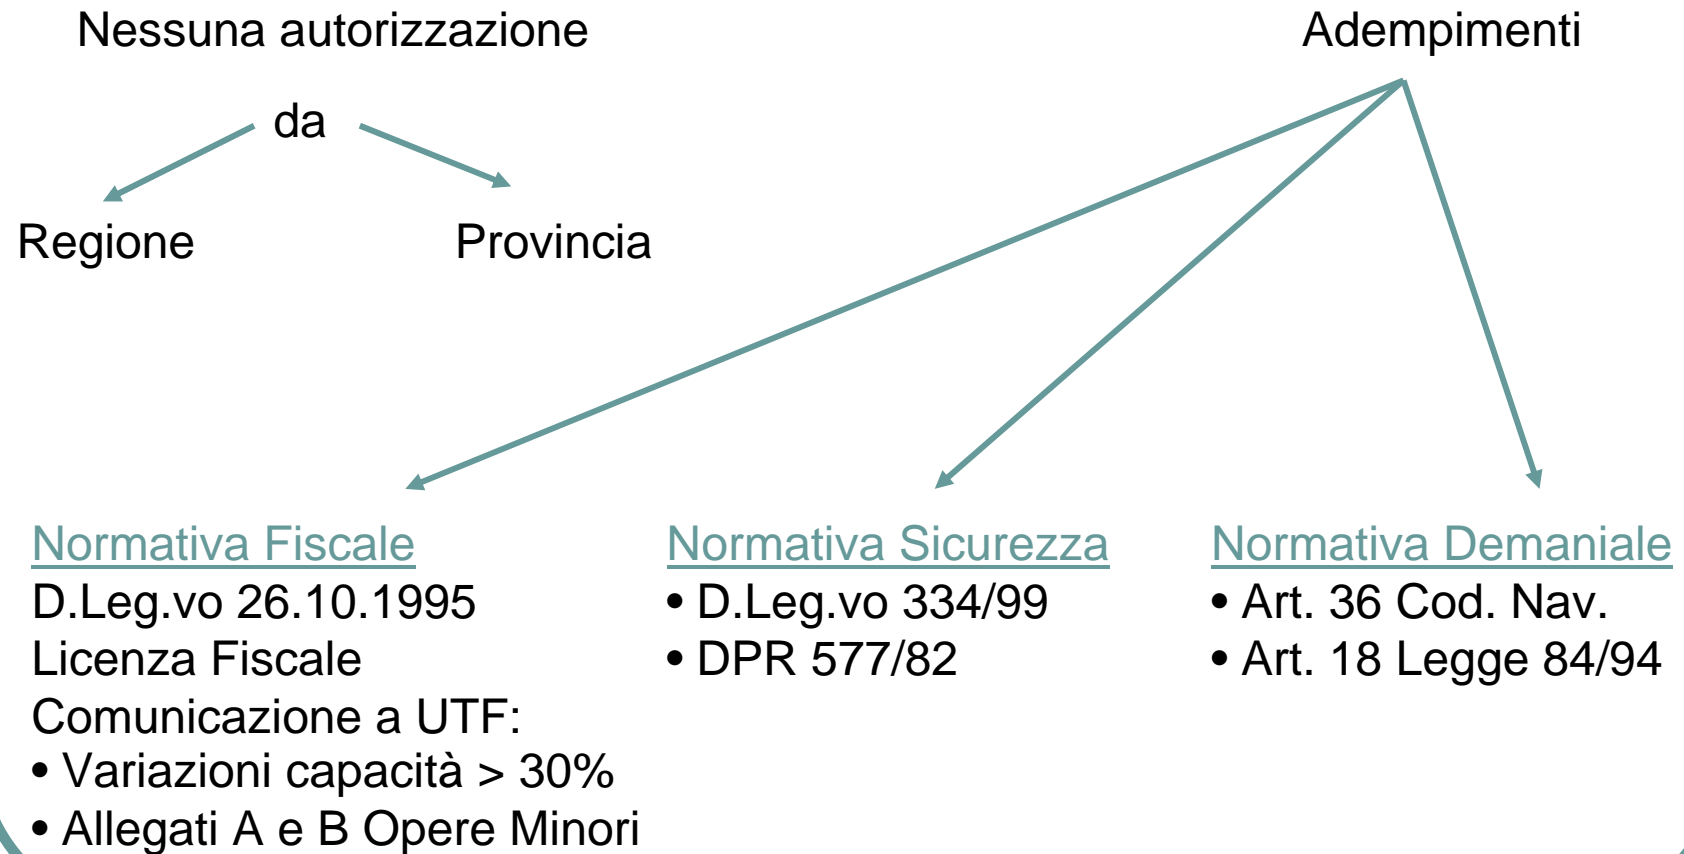 Nessuna autorizzazione
da
Regione
Provincia
Adempimenti
Normativa Fiscale
D.Leg.vo 26.10.1995
Licenza Fiscale
Comunicazione a UTF:
• Variazioni capacità > 30%
• Allegati A e B Opere Minori
Normativa Sicurezza
• D.Leg.vo 334/99
• DPR 577/82
Normativa Demaniale
• Art. 36 Cod. Nav.
• Art. 18 Legge 84/94